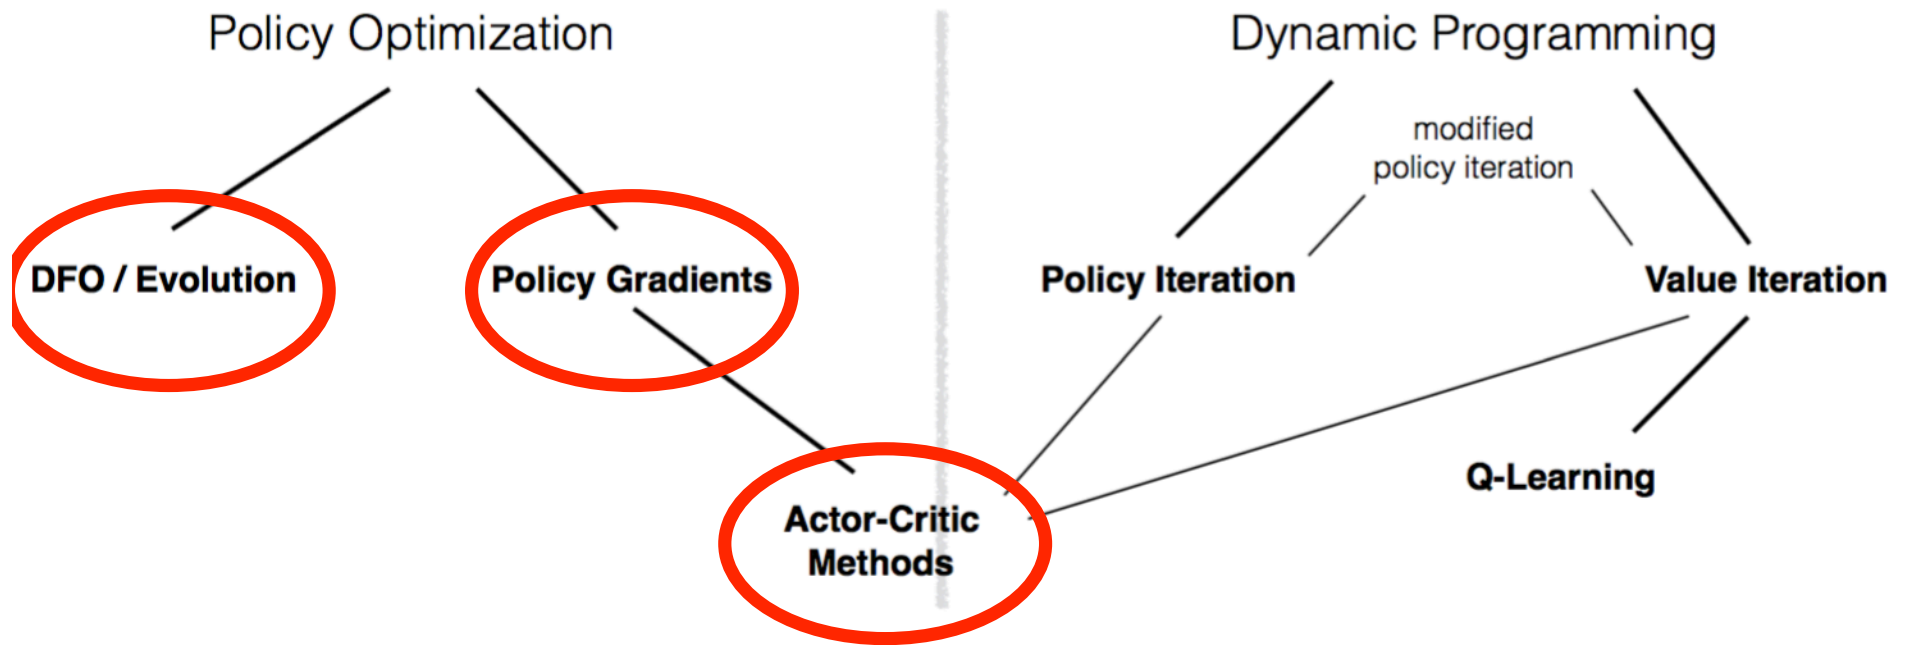 Policy Optimization
Dynamic Programming
modified
policy iteration
DFO / Evolution
Policy Gradients
Policy Iteration
Value Iteration
Q-Learning
Actor-Critic
Methods